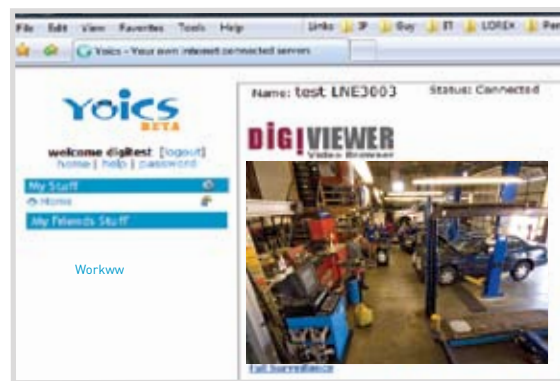 File Edit View Favorites Tools Help Links IP Guy IT LOREX Per
Yoics - Your own internet connected servers
YOiCS
BETA
welcome digitest [logout]
home | help | password
My Stuff
Home
My Friends Stuff
Workww
Name: test LNE3003 Status: Connected
DiGiVIEWER
Video Browser
Full Surveillance